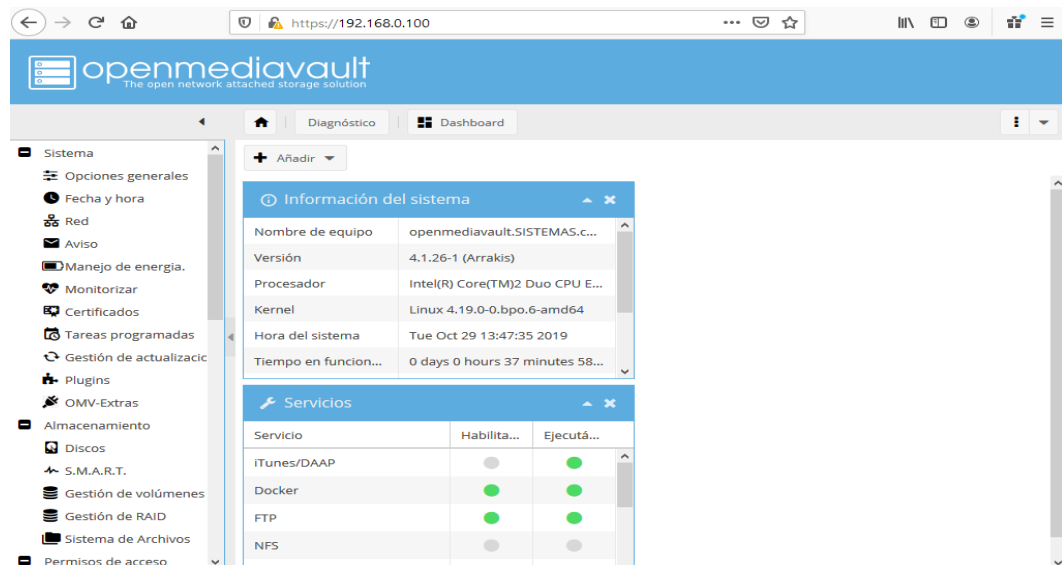 https://192.168.0.100
openmediavault
The open network attached storage solution
Diagnóstico
Dashboard
Sistema
Opciones generales
Fecha y hora
Red
Aviso
Manejo de energia.
Monitorizar
Certificados
Tareas programadas
Gestión de actualizacic
Plugins
OMV-Extras
Almacenamiento
Discos
S.M.A.R.T.
Gestión de volúmenes
Gestión de RAID
Sistema de Archivos
Permisos de acceso
Añadir
Información del sistema
Nombre de equipo openmediavault.SISTEMAS.c...
Versión 4.1.26-1 (Arrakis)
Procesador Intel(R) Core(TM)2 Duo CPU E...
Kernel Linux 4.19.0-0.bpo.6-amd64
Hora del sistema Tue Oct 29 13:47:35 2019
Tiempo en funcion... 0 days 0 hours 37 minutes 58...
Servicios
Servicio Habilita... Ejecutá...
iTunes/DAAP
Docker
FTP
NFS